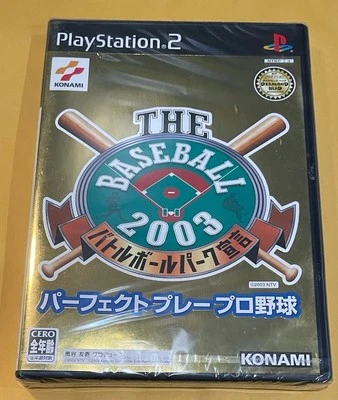 PlayStation 2
KONAMI
THE
BASEBALL
2003
バトルボールパーク宣言
©2003 NTV
パーフェクトプレープロ野球
CERO
全年齢
KONAMI